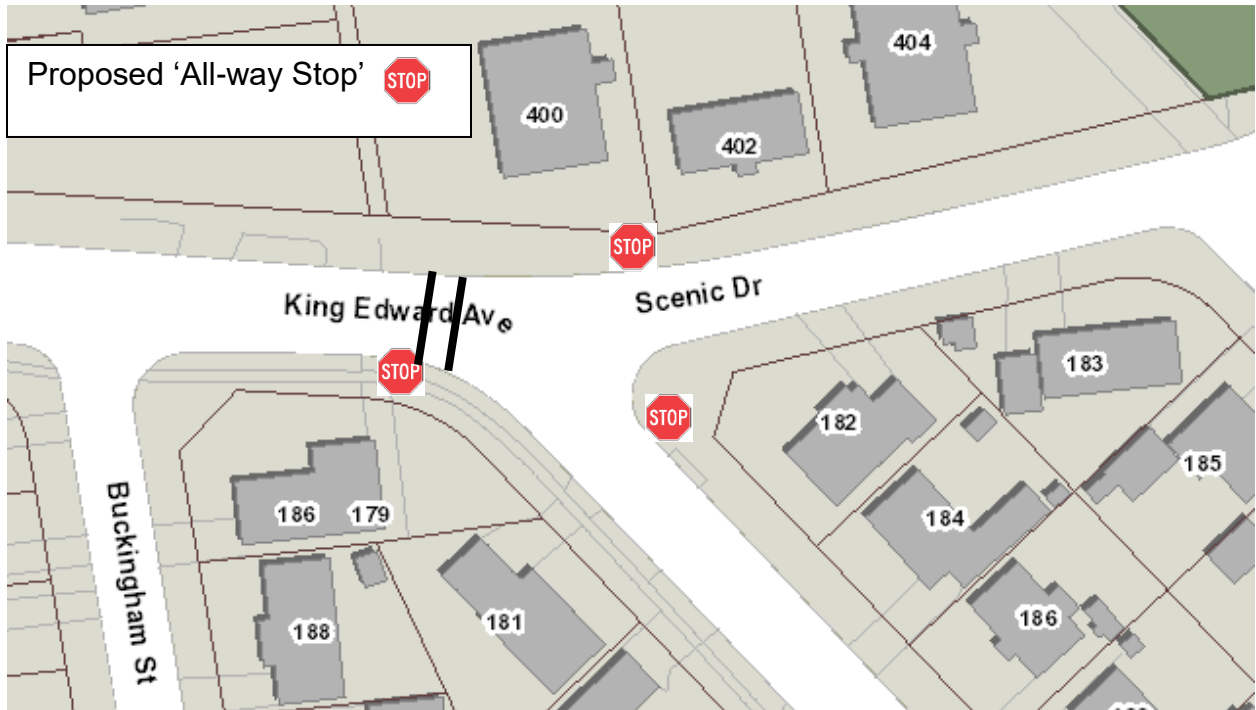 404
Proposed ‘All-way Stop’ STOP
400
402
STOP
Scenic Dr
King Edward Ave
STOP
183
STOP
182
185
Buckingham St
186 179
184
188
181
186